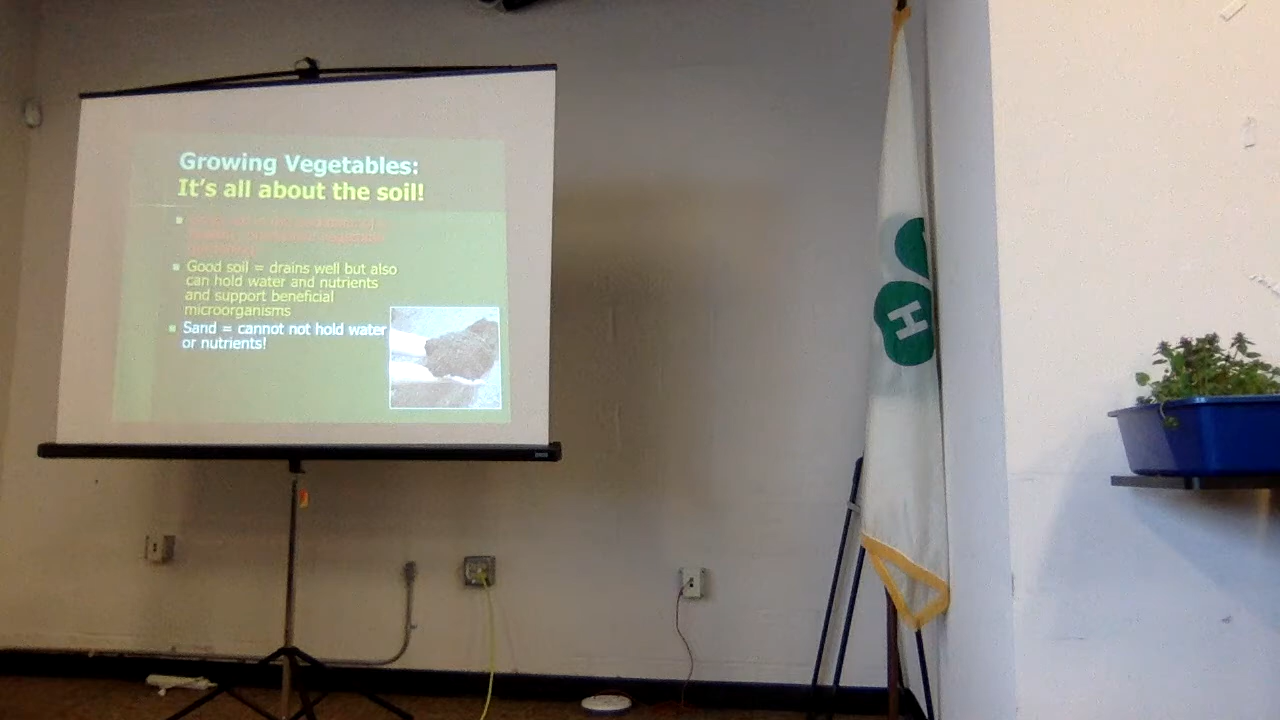 Growing Vegetables:
It's all about the soil!
Good soil = drains well but also
can hold water and nutrients
and support beneficial
microorganisms
Sand = cannot not hold water
or nutrients!
H